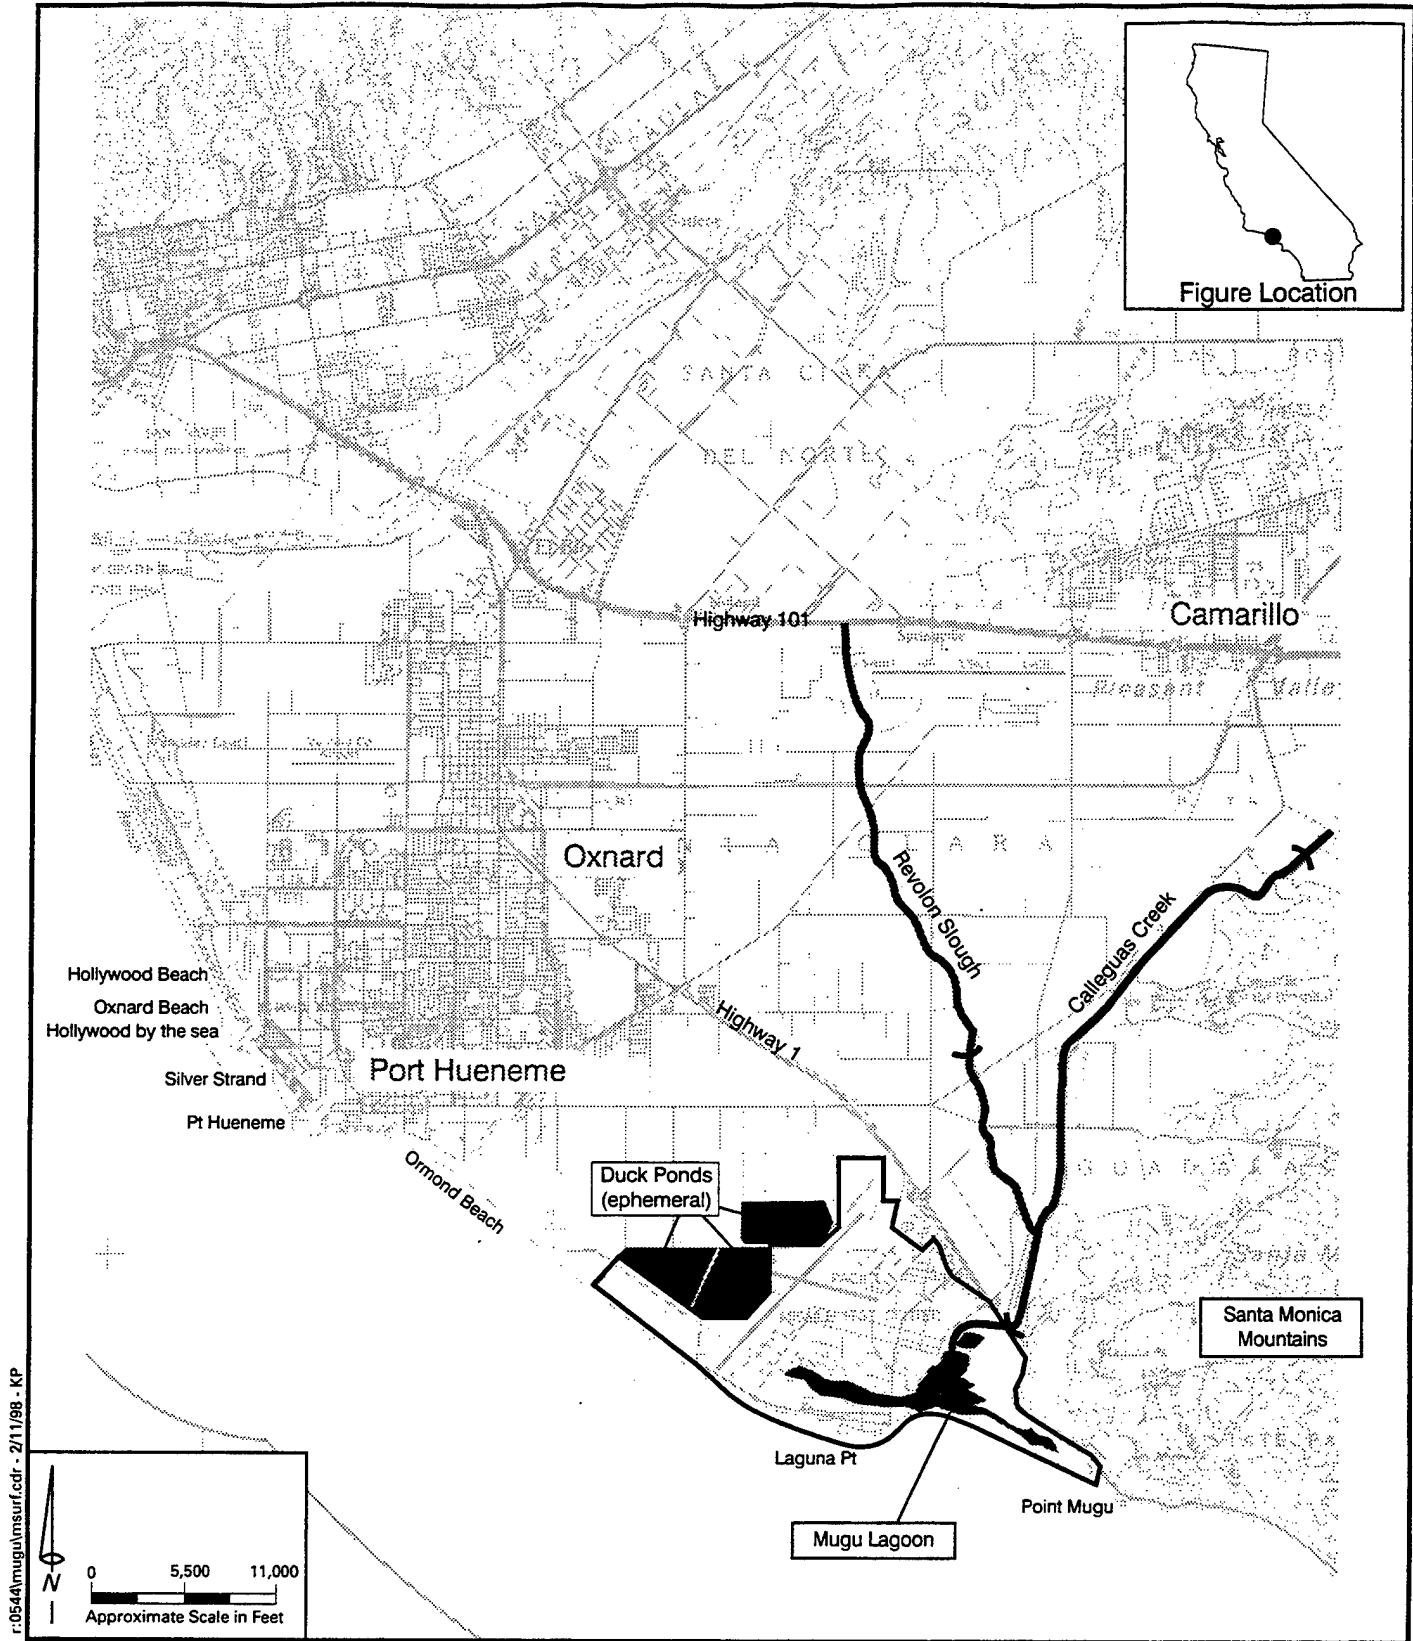 Figure Location
SANTA CLARA
DEL NORTE
Highway 101
Camarillo
Pleasant Valle
Oxnard
Revolon Slough
Calleguas Creek
Hollywood Beach
Oxnard Beach
Hollywood by the sea
Highway 1
Port Hueneme
Silver Strand
Pt Hueneme
Ormond Beach
Duck Ponds
(ephemeral)
Santa Monica
Mountains
Laguna Pt
Point Mugu
Mugu Lagoon
N
0 5,500 11,000
Approximate Scale in Feet
r:0544\mugu\msurf.cdr - 2/11/98 - KP